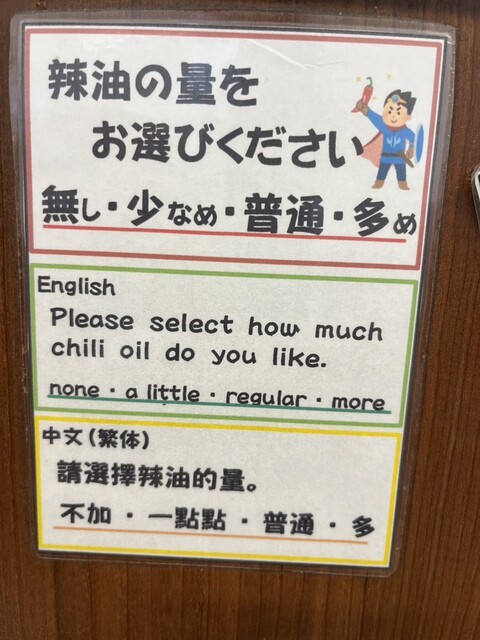 辣油の量を
お選びください
無し・少なめ・普通・多め
English
Please select how much
chili oil do you like.
none・a little・regular・more
中文(繁体)
請選擇辣油的量。
不加・一點點・普通・多